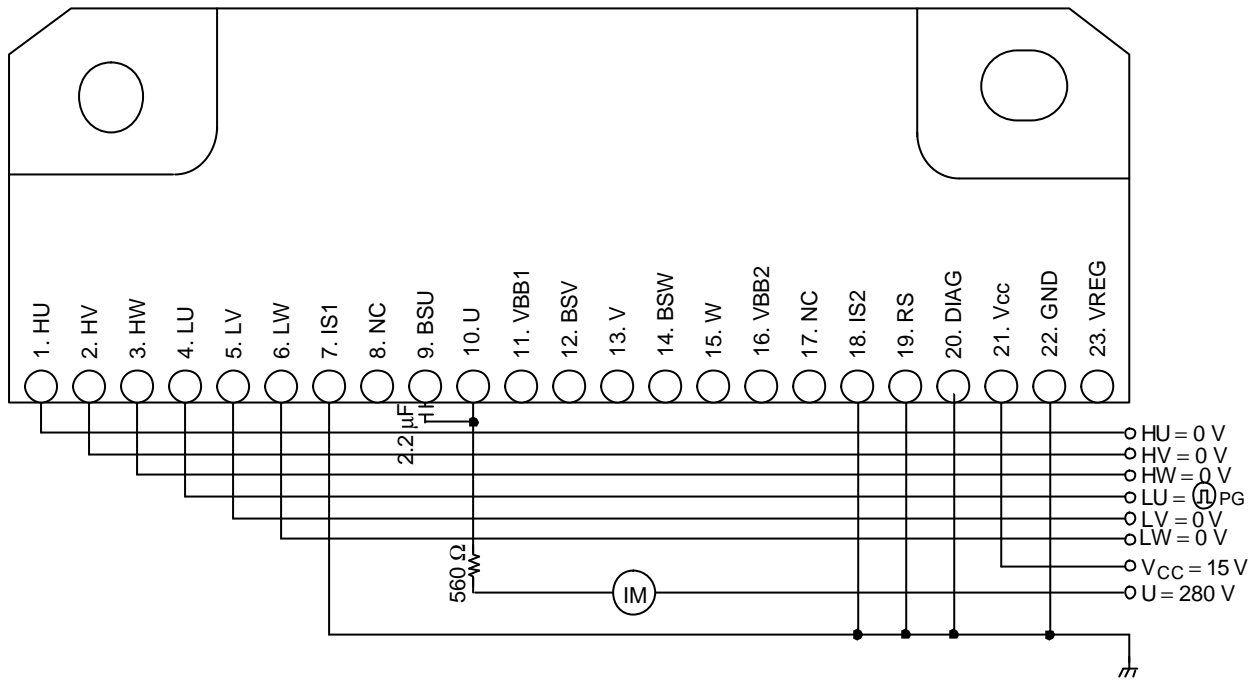 1. HU
2. HV
3. HW
4. LU
5. LV
6. LW
7. IS1
8. NC
9. BSU
10. U
11. VBB1
12. BSV
13. V
14. BSW
15. W
16. VBB2
17. NC
18. IS2
19. RS
20. DIAG
21. Vcc
22. GND
23. VREG
2.2 μF
HU = 0 V
HV = 0 V
HW = 0 V
LU = PG
LV = 0 V
LW = 0 V
560 Ω
VCC = 15 V
IM
U = 280 V